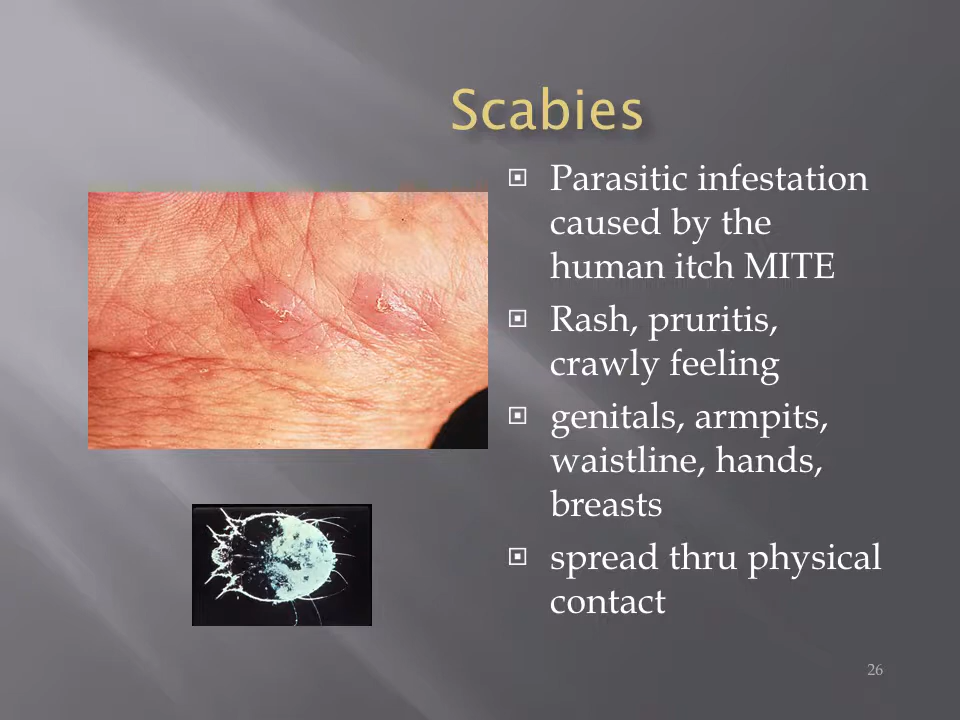 Scabies
▣ Parasitic infestation
caused by the
human itch MITE
▣ Rash, pruritis,
crawly feeling
▣ genitals, armpits,
waistline, hands,
breasts
▣ spread thru physical
contact
26